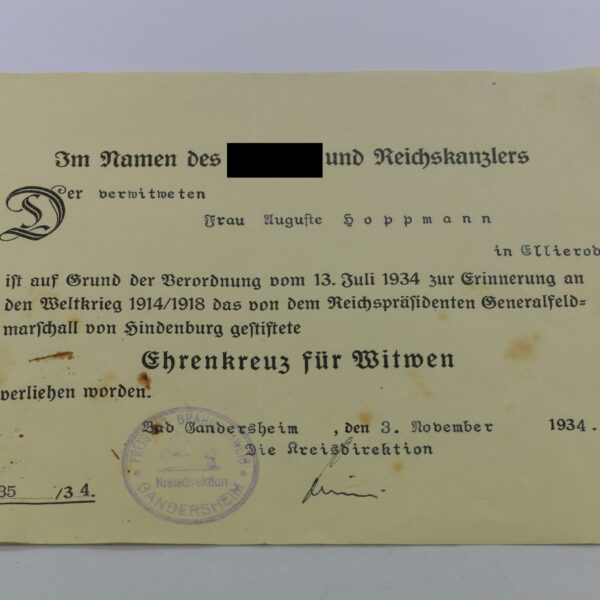 Im Namen des und Reichskanzlers
Der verwitweten
Frau Auguste Hoppmann
in Ellierod
ist auf Grund der Verordnung vom 13. Juli 1934 zur Erinnerung an
den Weltkrieg 1914/1918 das von dem Reichspräsidenten Generalfeld=
marschall von Hindenburg gestiftete
Ehrenkreuz für Witwen
verliehen worden.
Bad Gandersheim, den 3. November 1934.
Die Kreisdirektion
Kreisdirektion
GANDERSHEIM
35 /34.